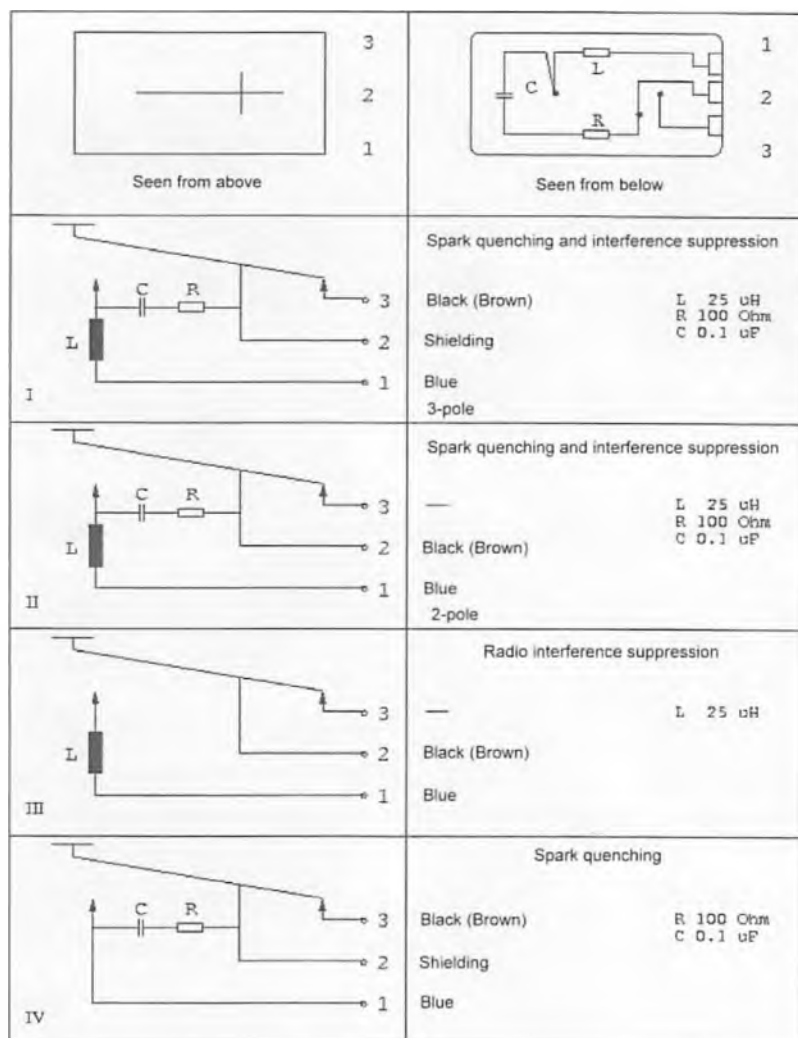 3
2
1
Seen from above
C
L
R
1
2
3
Seen from below
C R
L
3
2
1
I
Spark quenching and interference suppression
Black (Brown) L 25 uH
R 100 Ohm
Shielding C 0.1 uF
Blue
3-pole
C R
L
3
2
1
II
Spark quenching and interference suppression
— L 25 uH
R 100 Ohm
Black (Brown) C 0.1 uF
Blue
2-pole
L
3
2
1
III
Radio interference suppression
— L 25 uH
Black (Brown)
Blue
C R
3
2
1
IV
Spark quenching
Black (Brown) R 100 Ohm
C 0.1 uF
Shielding
Blue